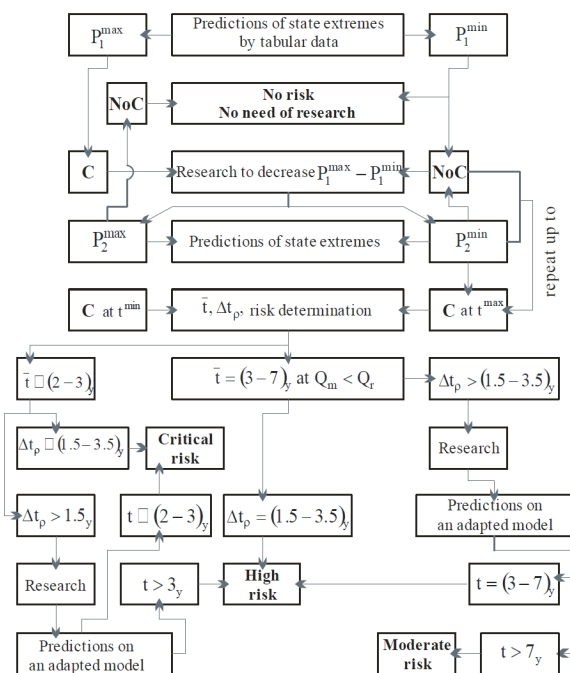 P₁ᵐᵃˣ
Predictions of state extremes
by tabular data
P₁ᵐⁱⁿ
NoC
No risk
No need of research
C
Research to decrease P₁ᵐᵃˣ − P₁ᵐⁱⁿ
NoC
P₂ᵐᵃˣ
Predictions of state extremes
P₂ᵐⁱⁿ
repeat up to
C at tᵐⁱⁿ
t̄, Δtᵨ, risk determination
C at tᵐᵃˣ
t̄ □ (2−3)y
t̄ = (3−7)y at Qm < Qr
Δtᵨ > (1.5−3.5)y
Δtᵨ □ (1.5−3.5)y
Critical
risk
Research
Δtᵨ > 1.5y
t □ (2−3)y
Δtᵨ = (1.5−3.5)y
Predictions on
an adapted model
Research
t > 3y
High
risk
t = (3−7)y
Predictions on
an adapted model
Moderate
risk
t > 7y